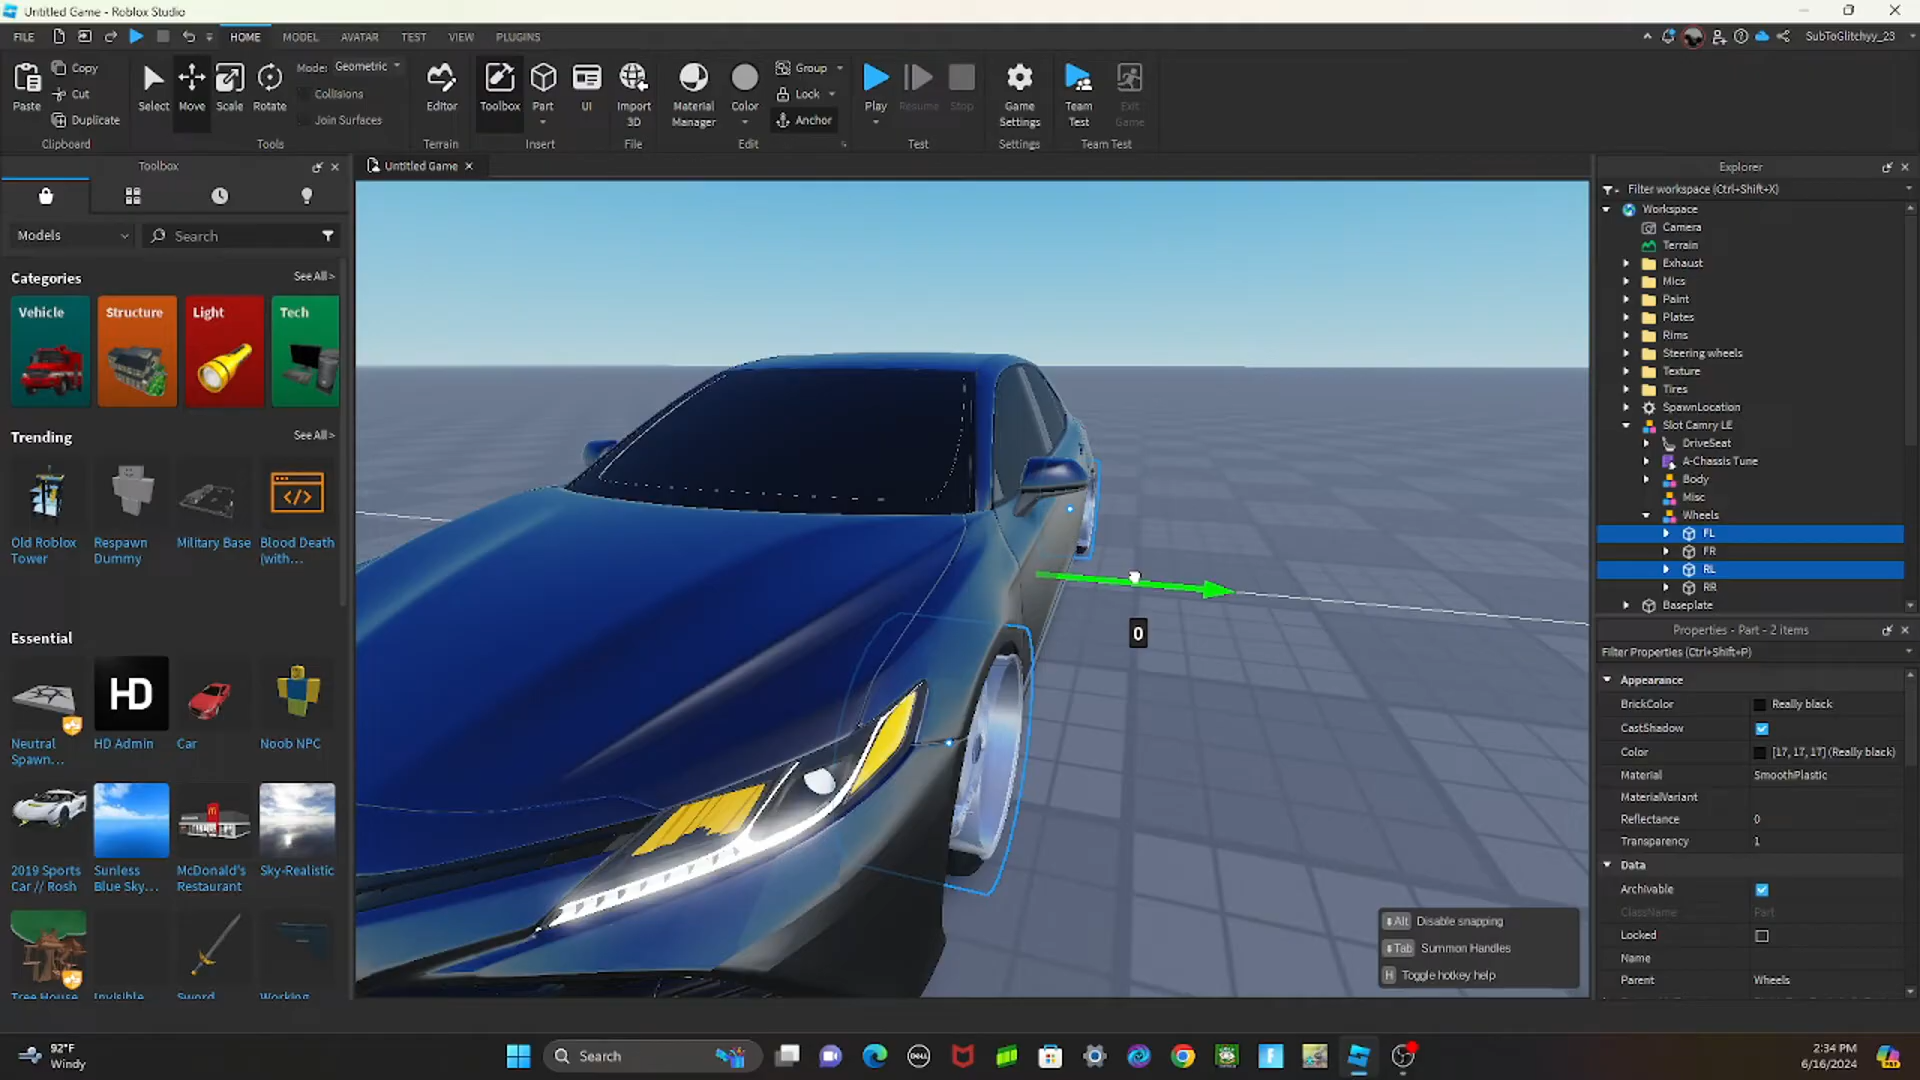 Untitled Game - Roblox Studio
FILE
HOME
MODEL
AVATAR
TEST
VIEW
PLUGINS
SubToGlitchyy_23
Paste
Copy
Cut
Duplicate
Clipboard
Select
Move
Scale
Rotate
Mode: Geometric
Collisions
Join Surfaces
Tools
Editor
Terrain
Toolbox
Part
UI
Insert
Import
3D
File
Material
Manager
Color
Group
Lock
Anchor
Edit
Play
Resume
Stop
Test
Game
Settings
Settings
Team
Test
Exit
Game
Team Test
Toolbox
Untitled Game
Models
Search
Categories
See All >
Vehicle
Structure
Light
Tech
Trending
See All >
Old Roblox
Tower
Respawn
Dummy
Military Base
Blood Death
(with...
Essential
HD
Neutral
Spawn...
HD Admin
Car
Noob NPC
2019 Sports
Car // Rosh
Sunless
Blue Sky...
McDonald's
Restaurant
Sky-Realistic
Tree House
Invisible
Sword
Working
0
Alt Disable snapping
Tab Summon Handles
H Toggle hotkey help
Explorer
Filter workspace (Ctrl+Shift+X)
Workspace
Camera
Terrain
Exhaust
Mics
Paint
Plates
Rims
Steering wheels
Texture
Tires
SpawnLocation
Slot Camry LE
DriveSeat
A-Chassis Tune
Body
Misc
Wheels
FL
FR
RL
RR
Baseplate
Properties - Part - 2 items
Filter Properties (Ctrl+Shift+P)
Appearance
BrickColor Really black
CastShadow
Color [17, 17, 17] (Really black)
Material SmoothPlastic
MaterialVariant
Reflectance 0
Transparency 1
Data
Archivable
ClassName Part
Locked
Name
Parent Wheels
92°F
Windy
Search
DELL
2:34 PM
6/16/2024